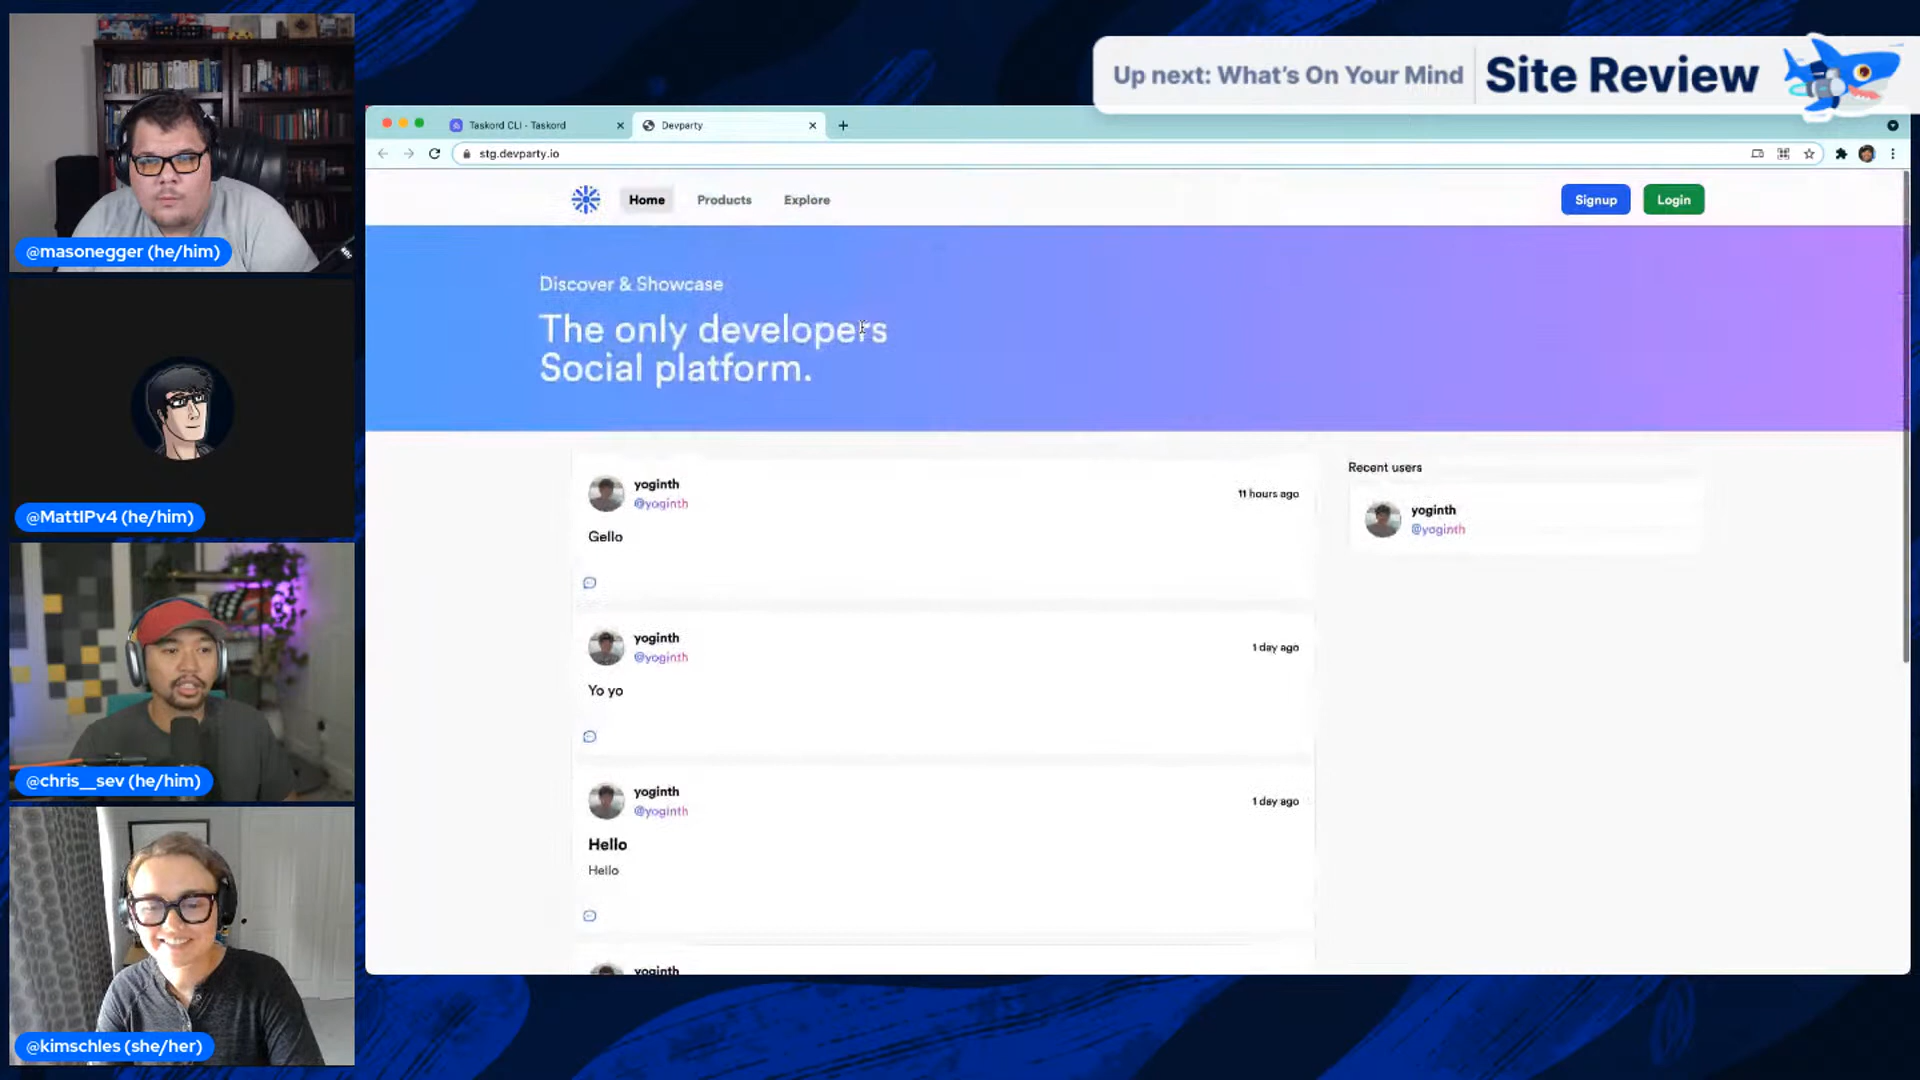 Up next: What's On Your Mind
Site Review
@masonegger (he/him)
@MattIPv4 (he/him)
@chris__sev (he/him)
@kimschles (she/her)
Taskord CLI - Taskord
Devparty
stg.devparty.io
Home
Products
Explore
Signup
Login
Discover & Showcase
The only developers
Social platform.
yoginth
@yoginth
11 hours ago
Gello
yoginth
@yoginth
1 day ago
Yo yo
yoginth
@yoginth
1 day ago
Hello
Hello
yoginth
Recent users
yoginth
@yoginth